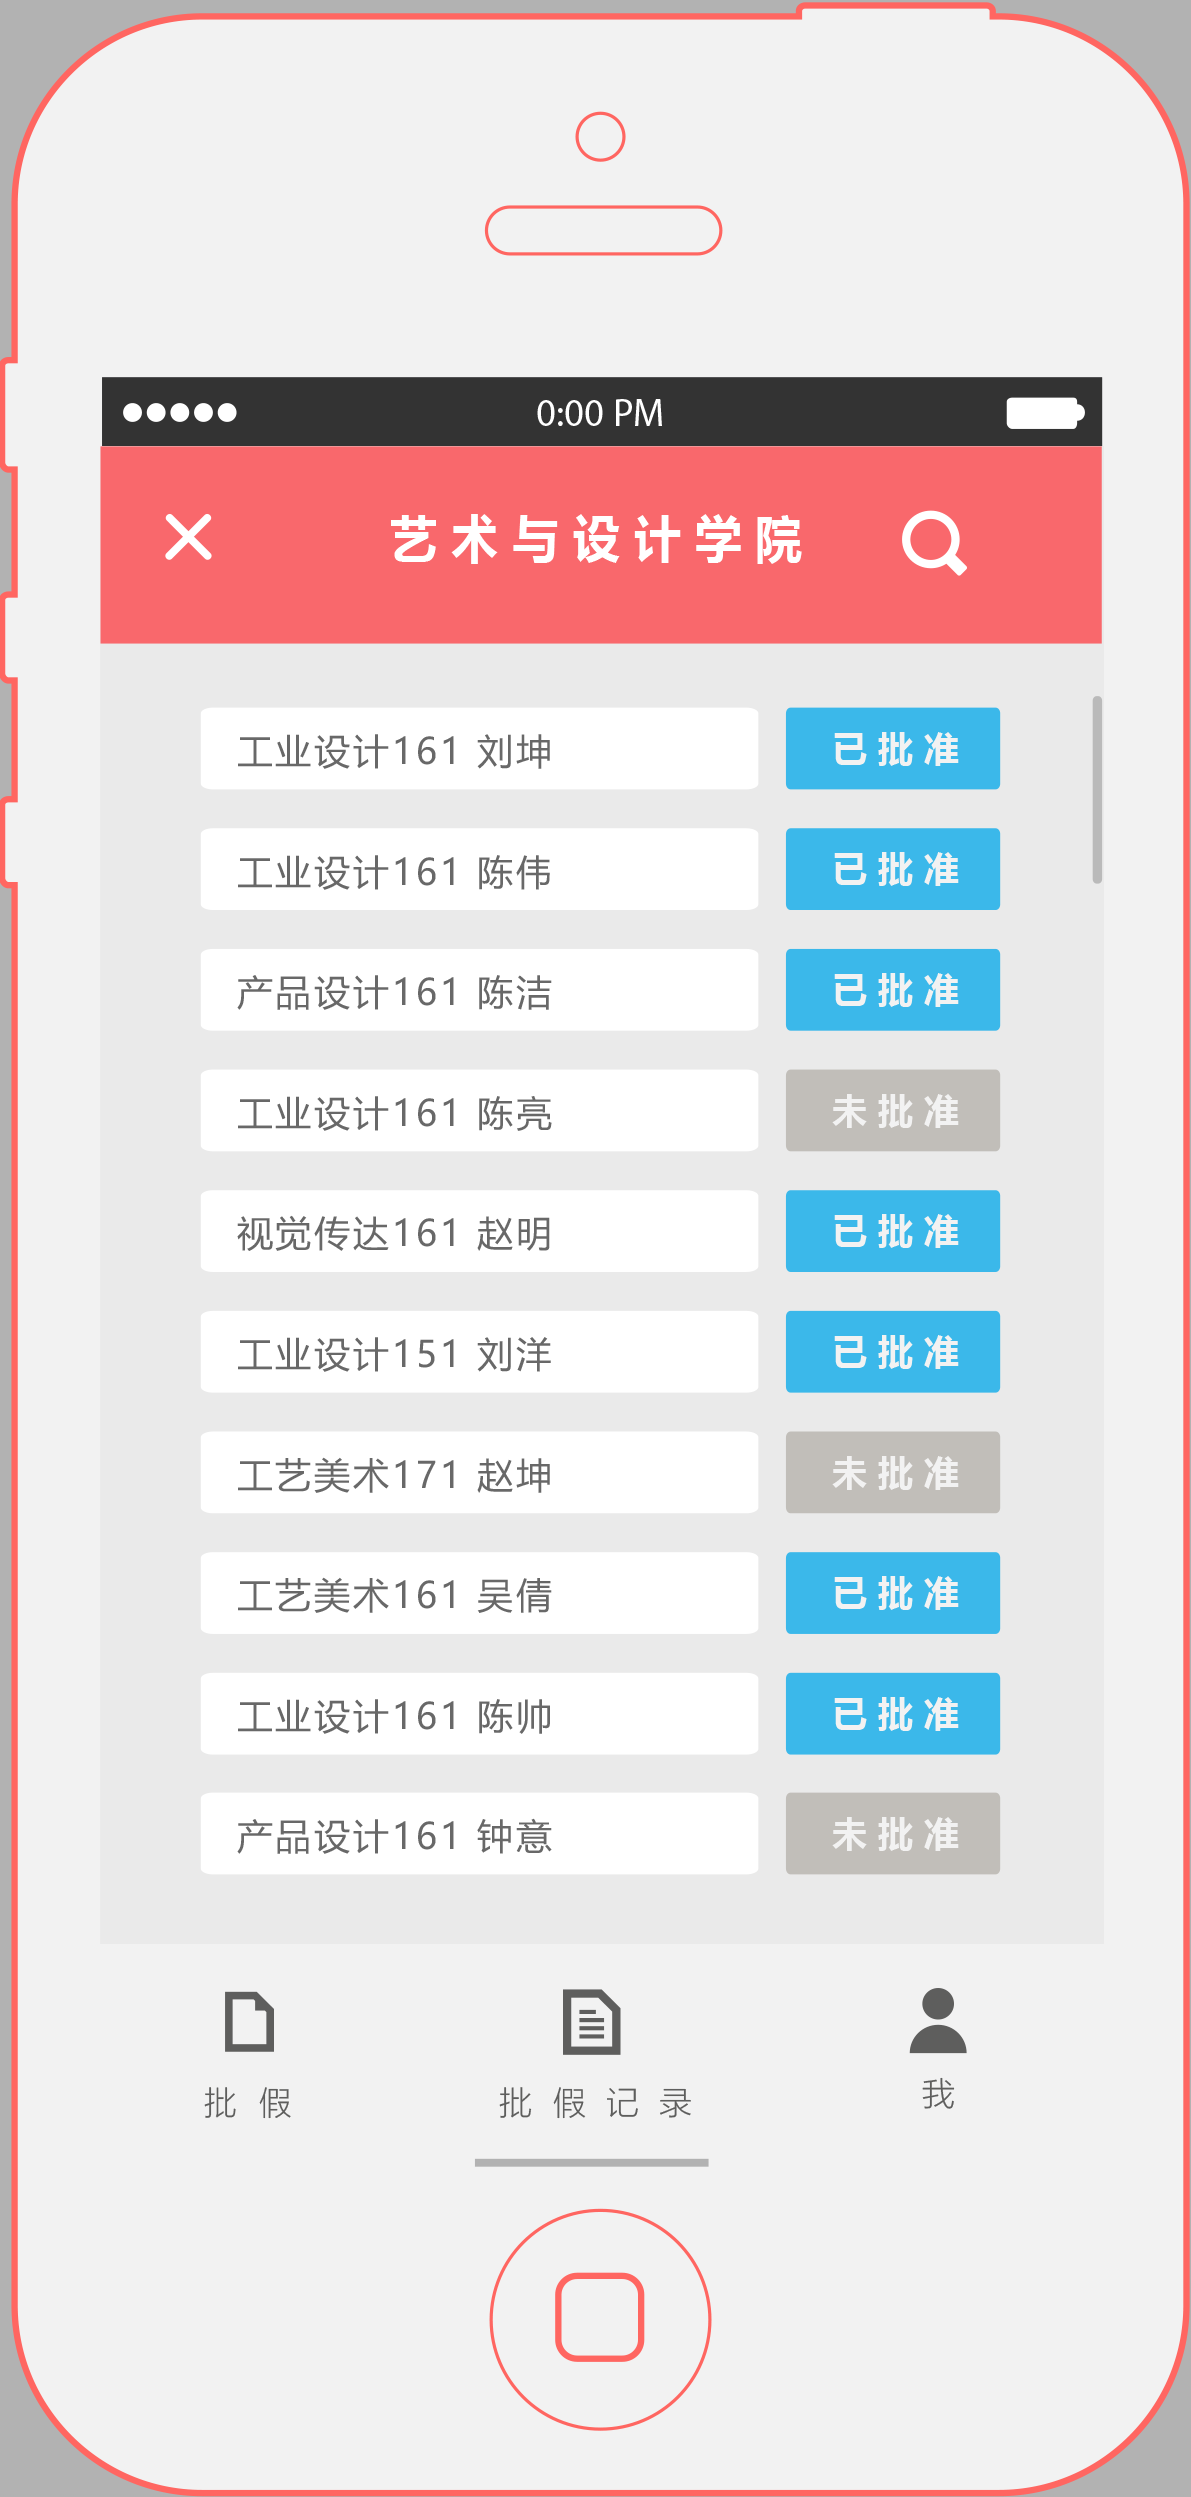 0:00 PM
艺术与设计学院
工业设计161 刘坤 已批准
工业设计161 陈伟 已批准
产品设计161 陈洁 已批准
工业设计161 陈亮 未批准
视觉传达161 赵明 已批准
工业设计151 刘洋 已批准
工艺美术171 赵坤 未批准
工艺美术161 吴倩 已批准
工业设计161 陈帅 已批准
产品设计161 钟意 未批准
批假 批假记录 我